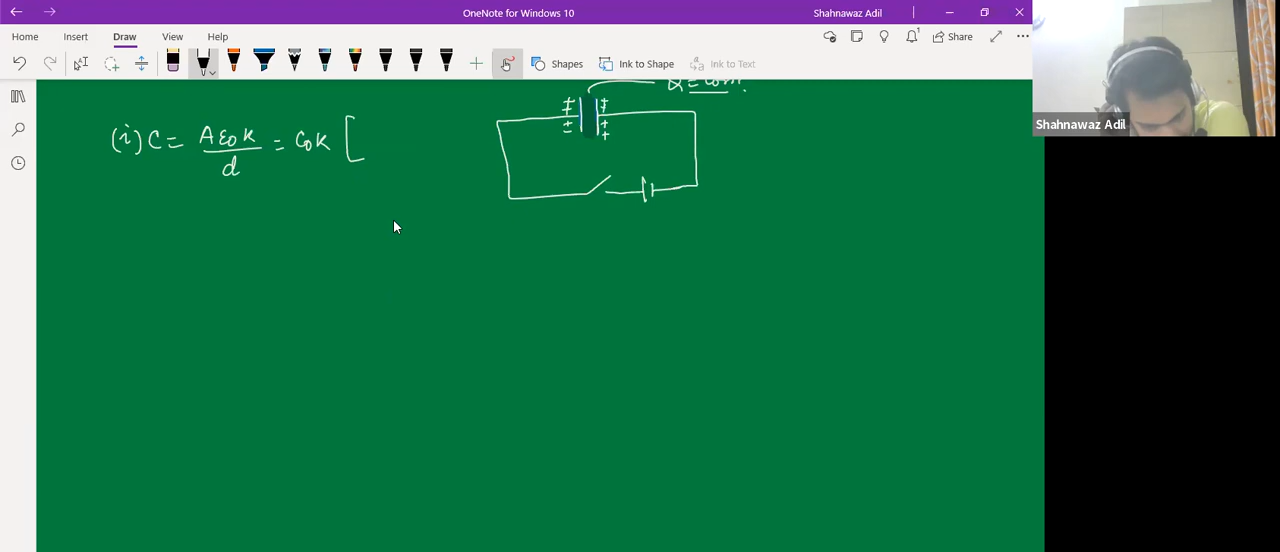 OneNote for Windows 10
Shahnawaz Adil
Home Insert Draw View Help
Share
Shapes Ink to Shape Ink to Text
Shahnawaz Adil
(i) C = Aε₀K / d = C₀K [